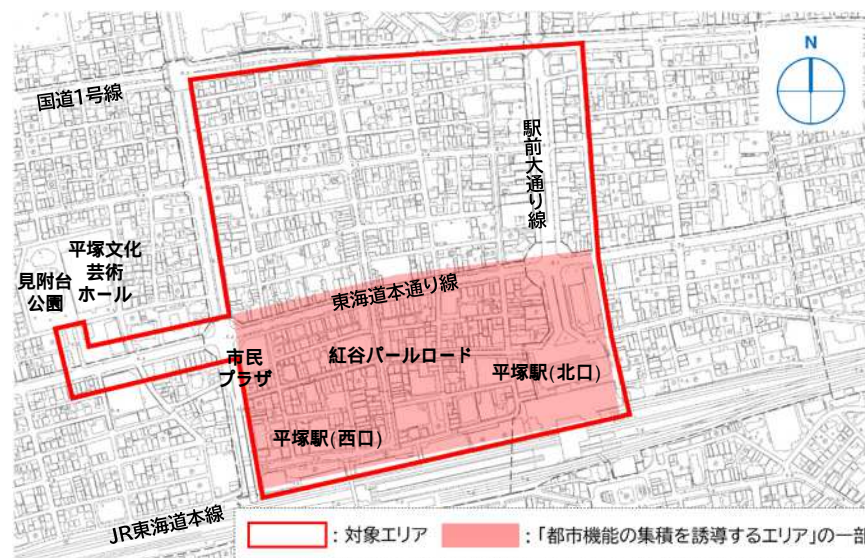 N
国道1号線
駅前大通り線
平塚文化
芸術
ホール
見附台
公園
東海道本通り線
市民
プラザ
紅谷パールロード
平塚駅(北口)
平塚駅(西口)
JR東海道本線
：対象エリア
：「都市機能の集積を誘導するエリア」の一部